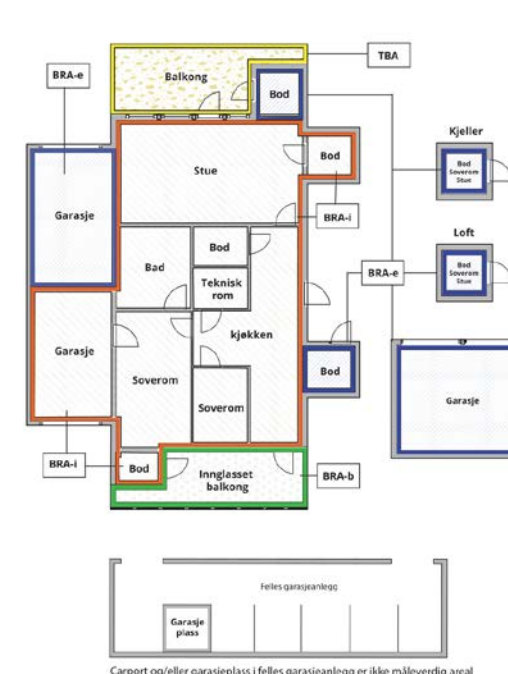 TBA
Balkong
BRA-e
Bod
Kjeller
Bod
Soverom
Stue
Bod
Stue
Garasje
BRA-i
Loft
Bod
Bad
Bod
Soverom
Stue
BRA-e
Teknisk
rom
kjøkken
Garasje
Bod
Soverom
Garasje
Soverom
BRA-i
Bod
Innglasset
balkong
BRA-b
Felles garasjeanlegg
Garasje
plass
Carport og/eller garasjeplass i felles garasjeanlegg er ikke måleverdig areal